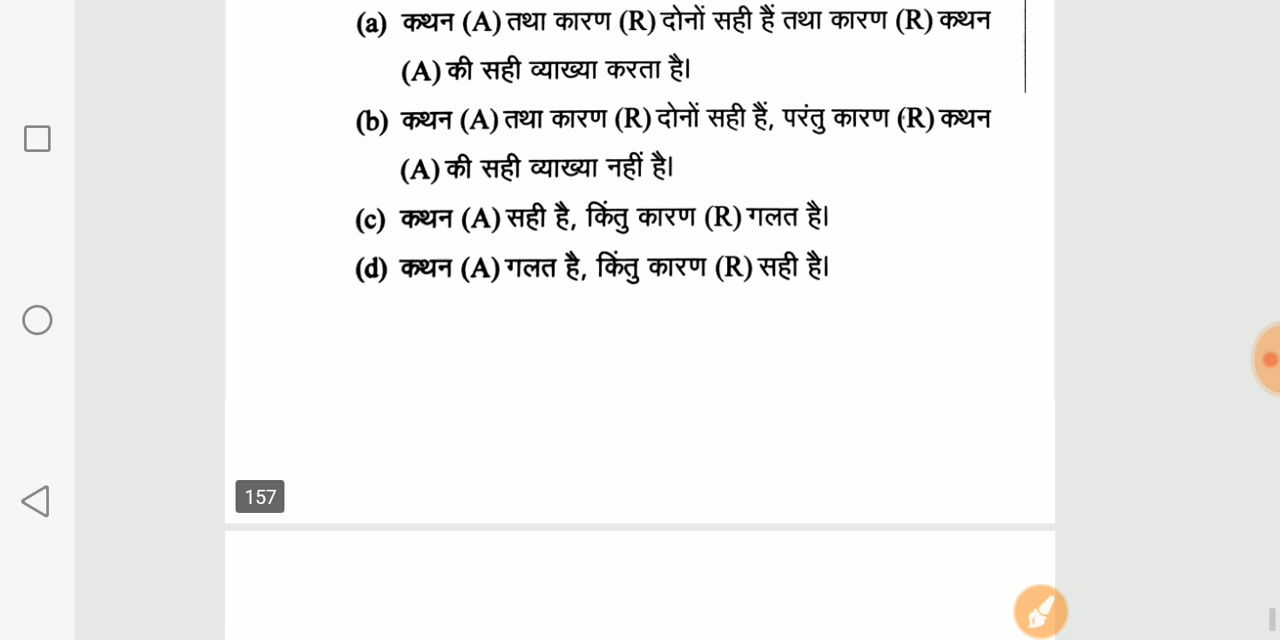 (a) कथन (A) तथा कारण (R) दोनों सही हैं तथा कारण (R) कथन
(A) की सही व्याख्या करता है।
(b) कथन (A) तथा कारण (R) दोनों सही हैं, परंतु कारण (R) कथन
(A) की सही व्याख्या नहीं है।
(c) कथन (A) सही है, किंतु कारण (R) गलत है।
(d) कथन (A) गलत है, किंतु कारण (R) सही है।
157